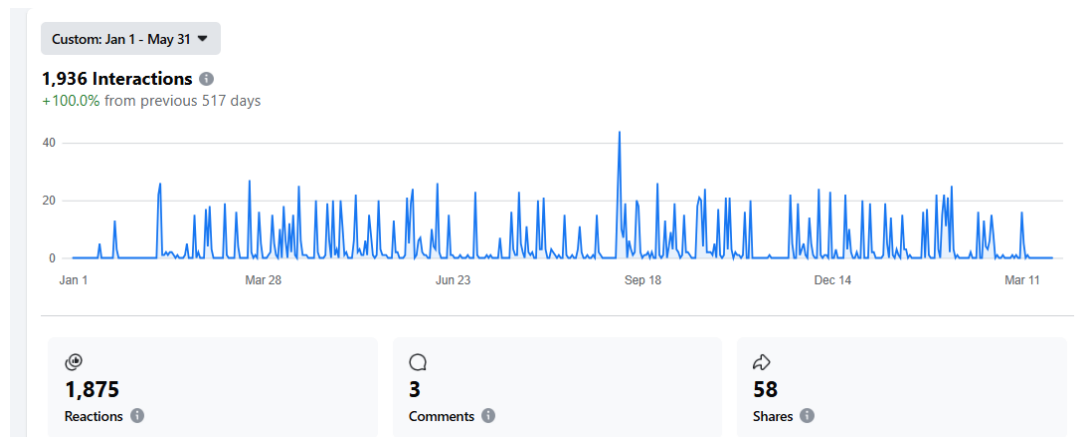 Custom: Jan 1 - May 31
1,936 Interactions
+100.0% from previous 517 days
40
20
0
Jan 1 Mar 28 Jun 23 Sep 18 Dec 14 Mar 11
1,875 3 58
Reactions Comments Shares